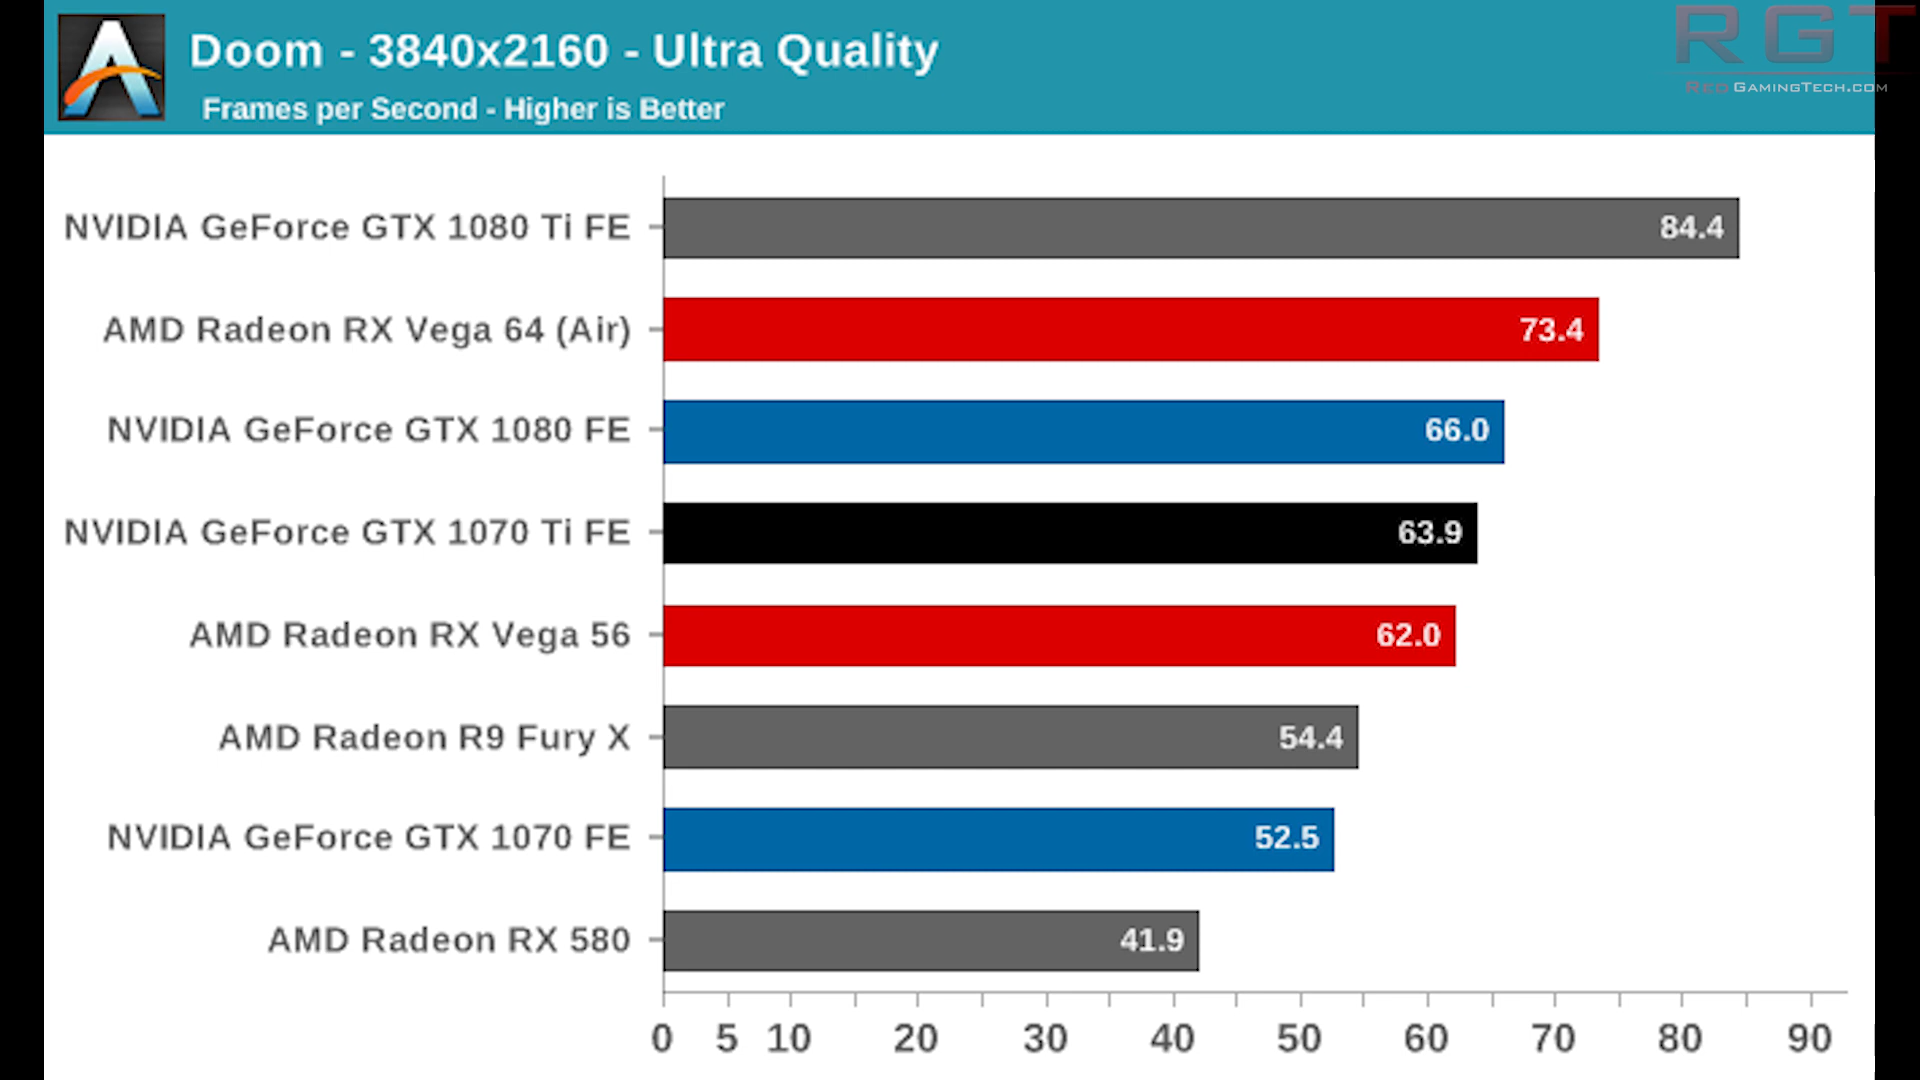 Doom - 3840x2160 - Ultra Quality
Frames per Second - Higher is Better
RGT
RedGamingTech.com
NVIDIA GeForce GTX 1080 Ti FE 84.4
AMD Radeon RX Vega 64 (Air) 73.4
NVIDIA GeForce GTX 1080 FE 66.0
NVIDIA GeForce GTX 1070 Ti FE 63.9
AMD Radeon RX Vega 56 62.0
AMD Radeon R9 Fury X 54.4
NVIDIA GeForce GTX 1070 FE 52.5
AMD Radeon RX 580 41.9
0 5 10 20 30 40 50 60 70 80 90